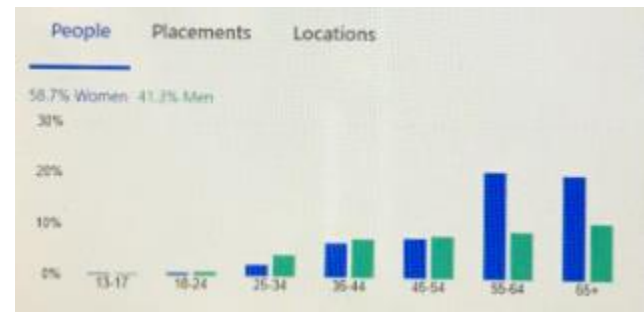 People Placements Locations
58.7% Women 41.3% Men
30%
20%
10%
0%
13-17 18-24 25-34 35-44 45-54 55-64 65+